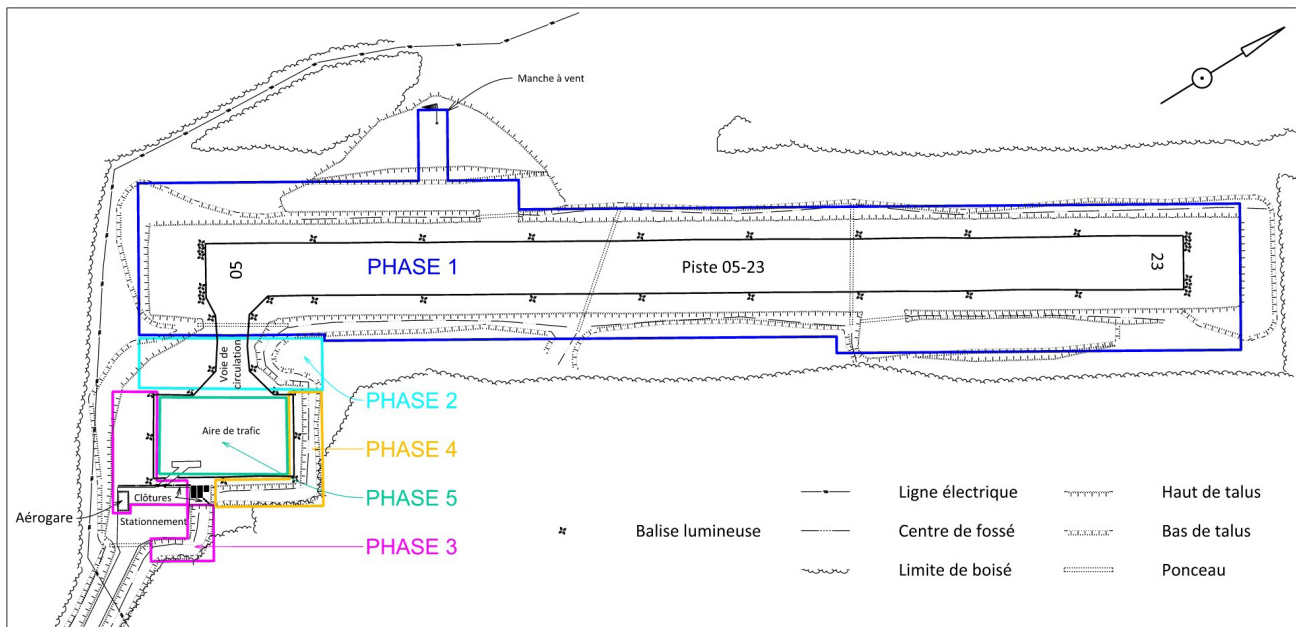 Manche à vent
05
PHASE 1
Piste 05-23
23
Voie de
circulation
PHASE 2
Aire de trafic
PHASE 4
PHASE 5
Clôtures
Aérogare
Stationnement
PHASE 3
Balise lumineuse
Ligne électrique
Centre de fossé
Limite de boisé
Haut de talus
Bas de talus
Ponceau